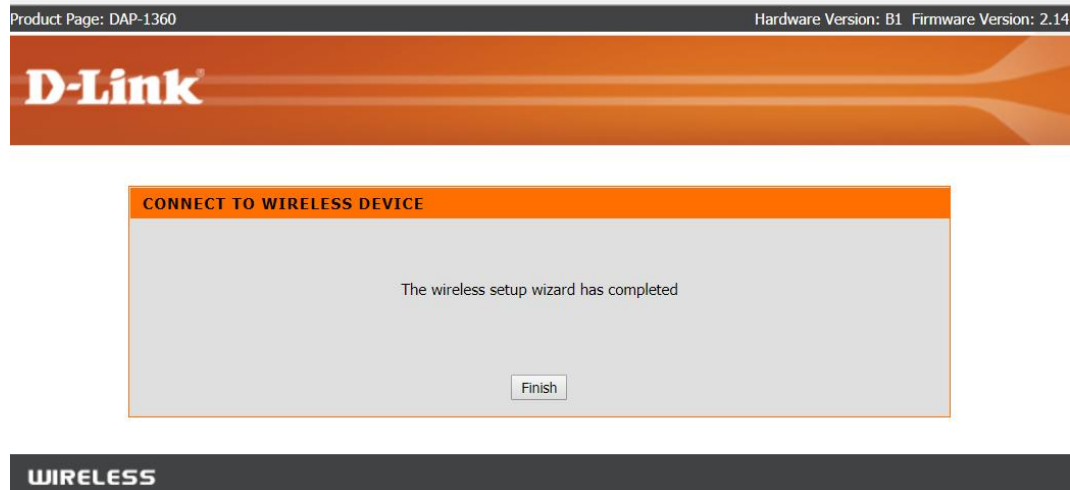 Product Page: DAP-1360 Hardware Version: B1 Firmware Version: 2.14
D-Link
CONNECT TO WIRELESS DEVICE
The wireless setup wizard has completed
Finish
WIRELESS